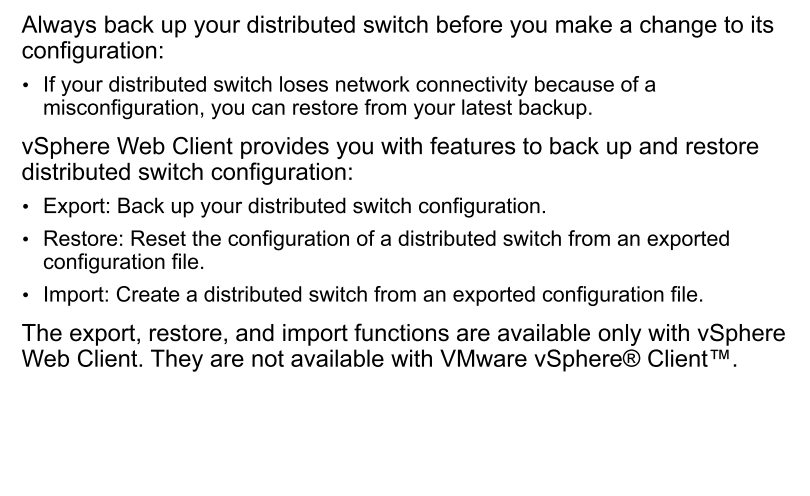 Always back up your distributed switch before you make a change to its
configuration:
• If your distributed switch loses network connectivity because of a
misconfiguration, you can restore from your latest backup.
vSphere Web Client provides you with features to back up and restore
distributed switch configuration:
• Export: Back up your distributed switch configuration.
• Restore: Reset the configuration of a distributed switch from an exported
configuration file.
• Import: Create a distributed switch from an exported configuration file.
The export, restore, and import functions are available only with vSphere
Web Client. They are not available with VMware vSphere® Client™.